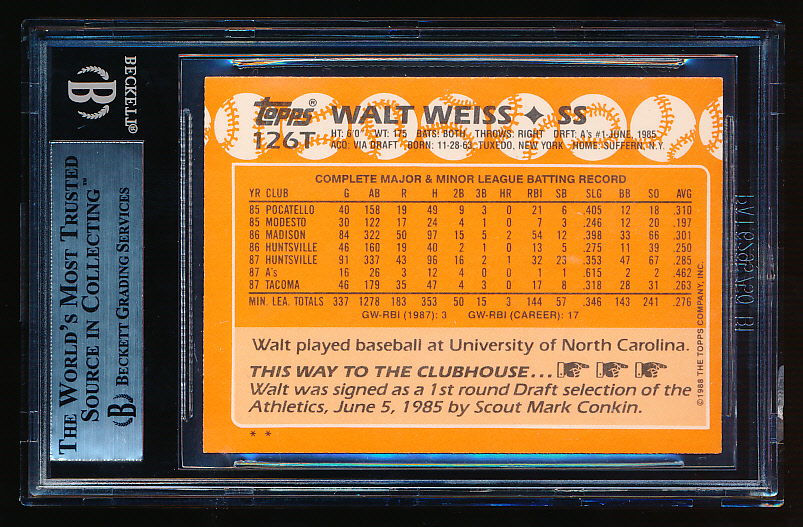 BECKETT®
B
THE WORLD'S MOST TRUSTED
SOURCE IN COLLECTING™
BECKETT GRADING SERVICES
B
topps®
126T
WALT WEISS ✦ SS
HT: 6'0" WT: 175 BATS: BOTH THROWS: RIGHT DRFT: A's #1-JUNE, 1985
ACQ: VIA DRAFT BORN: 11-28-63 TUXEDO, NEW YORK HOME: SUFFERN, N.Y.
COMPLETE MAJOR & MINOR LEAGUE BATTING RECORD
YR CLUB G AB R H 2B 3B HR RBI SB SLG BB SO AVG
85 POCATELLO 40 158 19 49 9 3 0 21 6 .405 12 18 .310
85 MODESTO 30 122 17 24 4 1 0 7 3 .246 12 20 .197
86 MADISON 84 322 50 97 15 5 2 54 12 .398 33 66 .301
86 HUNTSVILLE 46 160 19 40 2 1 0 13 5 .275 11 39 .250
87 HUNTSVILLE 91 337 43 96 16 2 1 32 23 .353 47 67 .285
87 A's 16 26 3 12 4 0 0 1 1 .615 2 2 .462
87 TACOMA 46 179 35 47 4 3 0 17 8 .318 28 31 .263
MIN. LEA. TOTALS 337 1278 183 353 50 15 3 144 57 .346 143 241 .276
GW-RBI (1987): 3 GW-RBI (CAREER): 17
Walt played baseball at University of North Carolina.
THIS WAY TO THE CLUBHOUSE...
Walt was signed as a 1st round Draft selection of the
Athletics, June 5, 1985 by Scout Mark Conkin.
* *
©1988 THE TOPPS COMPANY, INC.